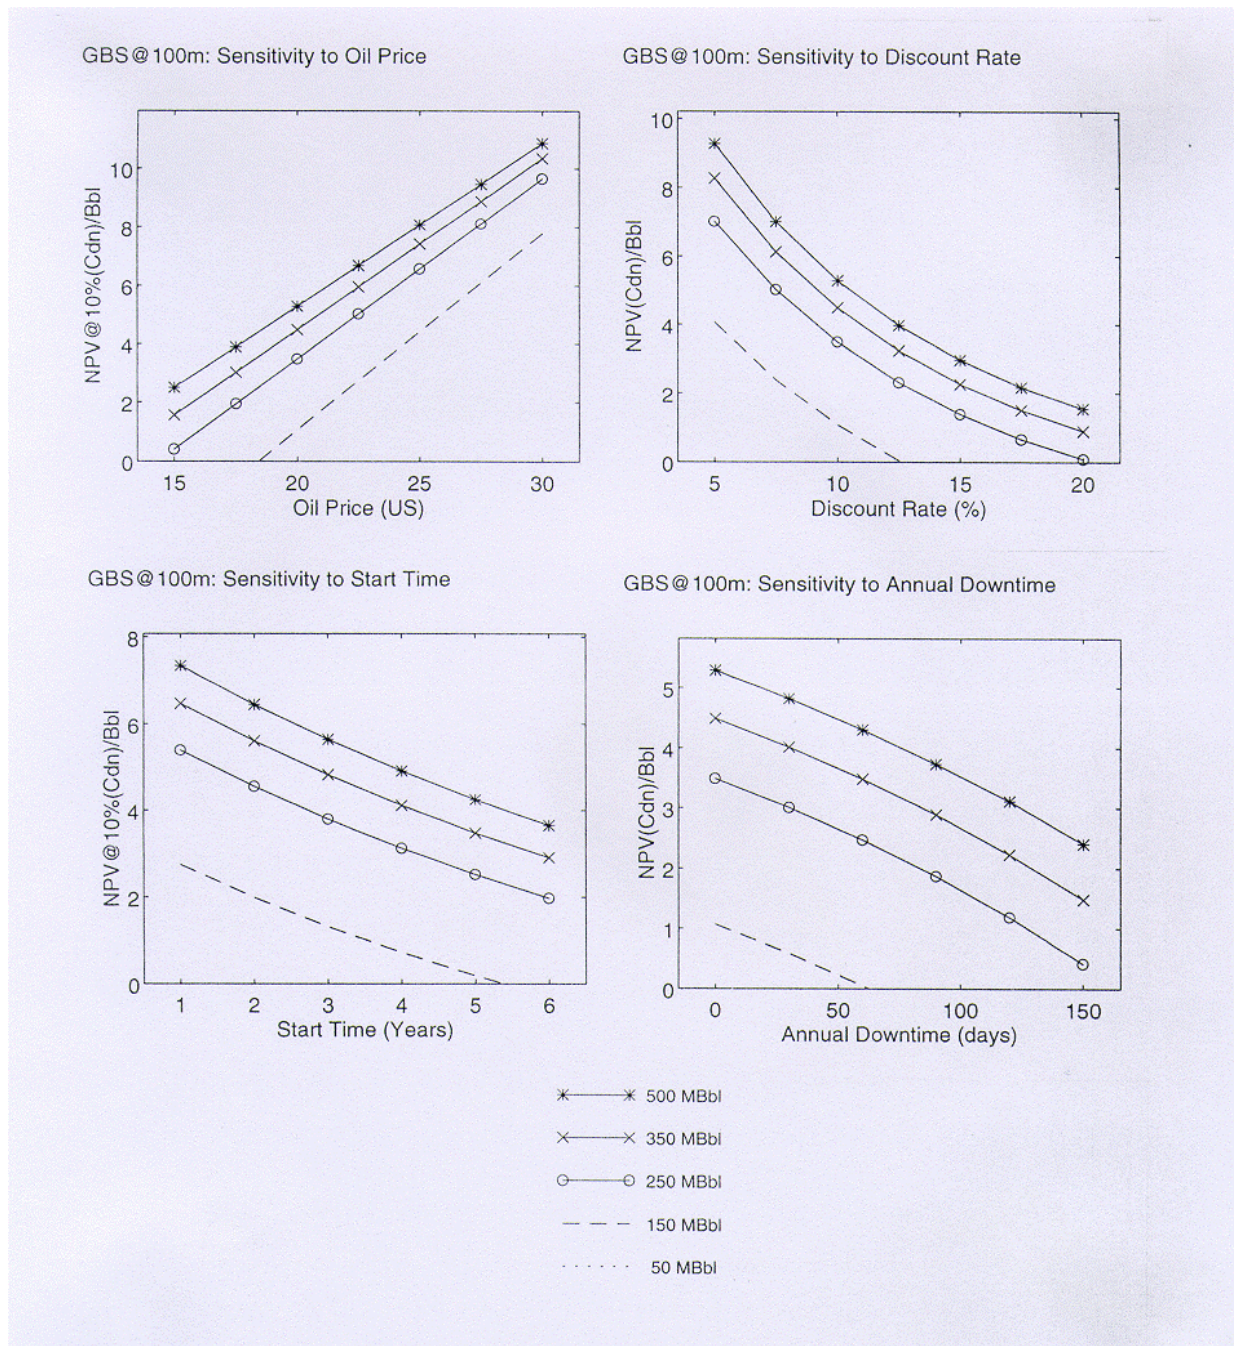 GBS@100m: Sensitivity to Oil Price
NPV@10%(Cdn)/Bbl
10
8
6
4
2
0
15 20 25 30
Oil Price (US)
GBS@100m: Sensitivity to Discount Rate
NPV(Cdn)/Bbl
10
8
6
4
2
0
5 10 15 20
Discount Rate (%)
GBS@100m: Sensitivity to Start Time
NPV@10%(Cdn)/Bbl
8
6
4
2
0
1 2 3 4 5 6
Start Time (Years)
GBS@100m: Sensitivity to Annual Downtime
NPV(Cdn)/Bbl
5
4
3
2
1
0
0 50 100 150
Annual Downtime (days)
500 MBbl
350 MBbl
250 MBbl
150 MBbl
50 MBbl